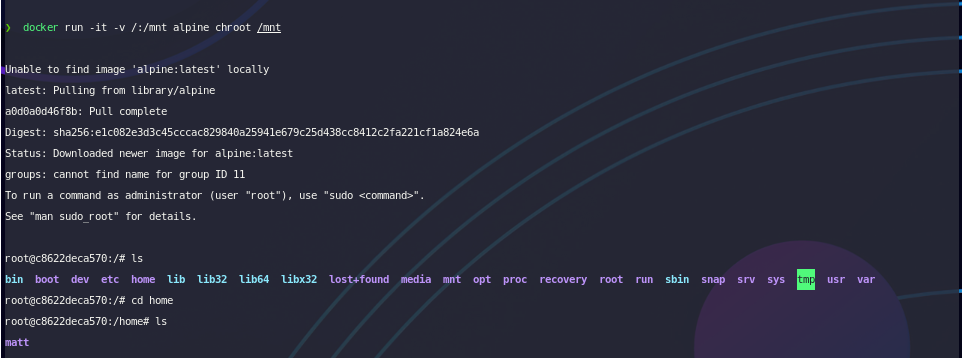 ❯ docker run -it -v /:/mnt alpine chroot /mnt
Unable to find image 'alpine:latest' locally
latest: Pulling from library/alpine
a0d0a0d46f8b: Pull complete
Digest: sha256:e1c082e3d3c45cccac829840a25941e679c25d438cc8412c2fa221cf1a824e6a
Status: Downloaded newer image for alpine:latest
groups: cannot find name for group ID 11
To run a command as administrator (user "root"), use "sudo <command>".
See "man sudo_root" for details.
root@c8622deca570:/# ls
bin boot dev etc home lib lib32 lib64 libx32 lost+found media mnt opt proc recovery root run sbin snap srv sys tmp usr var
root@c8622deca570:/# cd home
root@c8622deca570:/home# ls
matt